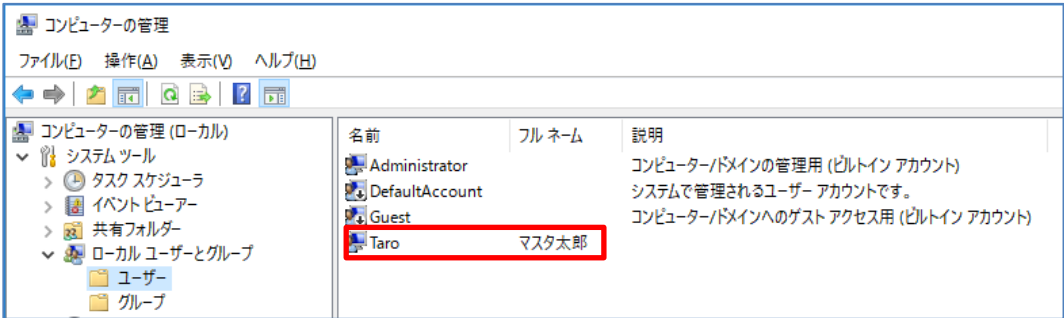 コンピューターの管理
ファイル(F) 操作(A) 表示(V) ヘルプ(H)
コンピューターの管理 (ローカル)
システム ツール
タスク スケジューラ
イベント ビューアー
共有フォルダー
ローカル ユーザーとグループ
ユーザー
グループ
名前 フル ネーム 説明
Administrator コンピューター/ドメインの管理用 (ビルトイン アカウント)
DefaultAccount システムで管理されるユーザー アカウントです。
Guest コンピューター/ドメインへのゲスト アクセス用 (ビルトイン アカウント)
Taro マスタ太郎